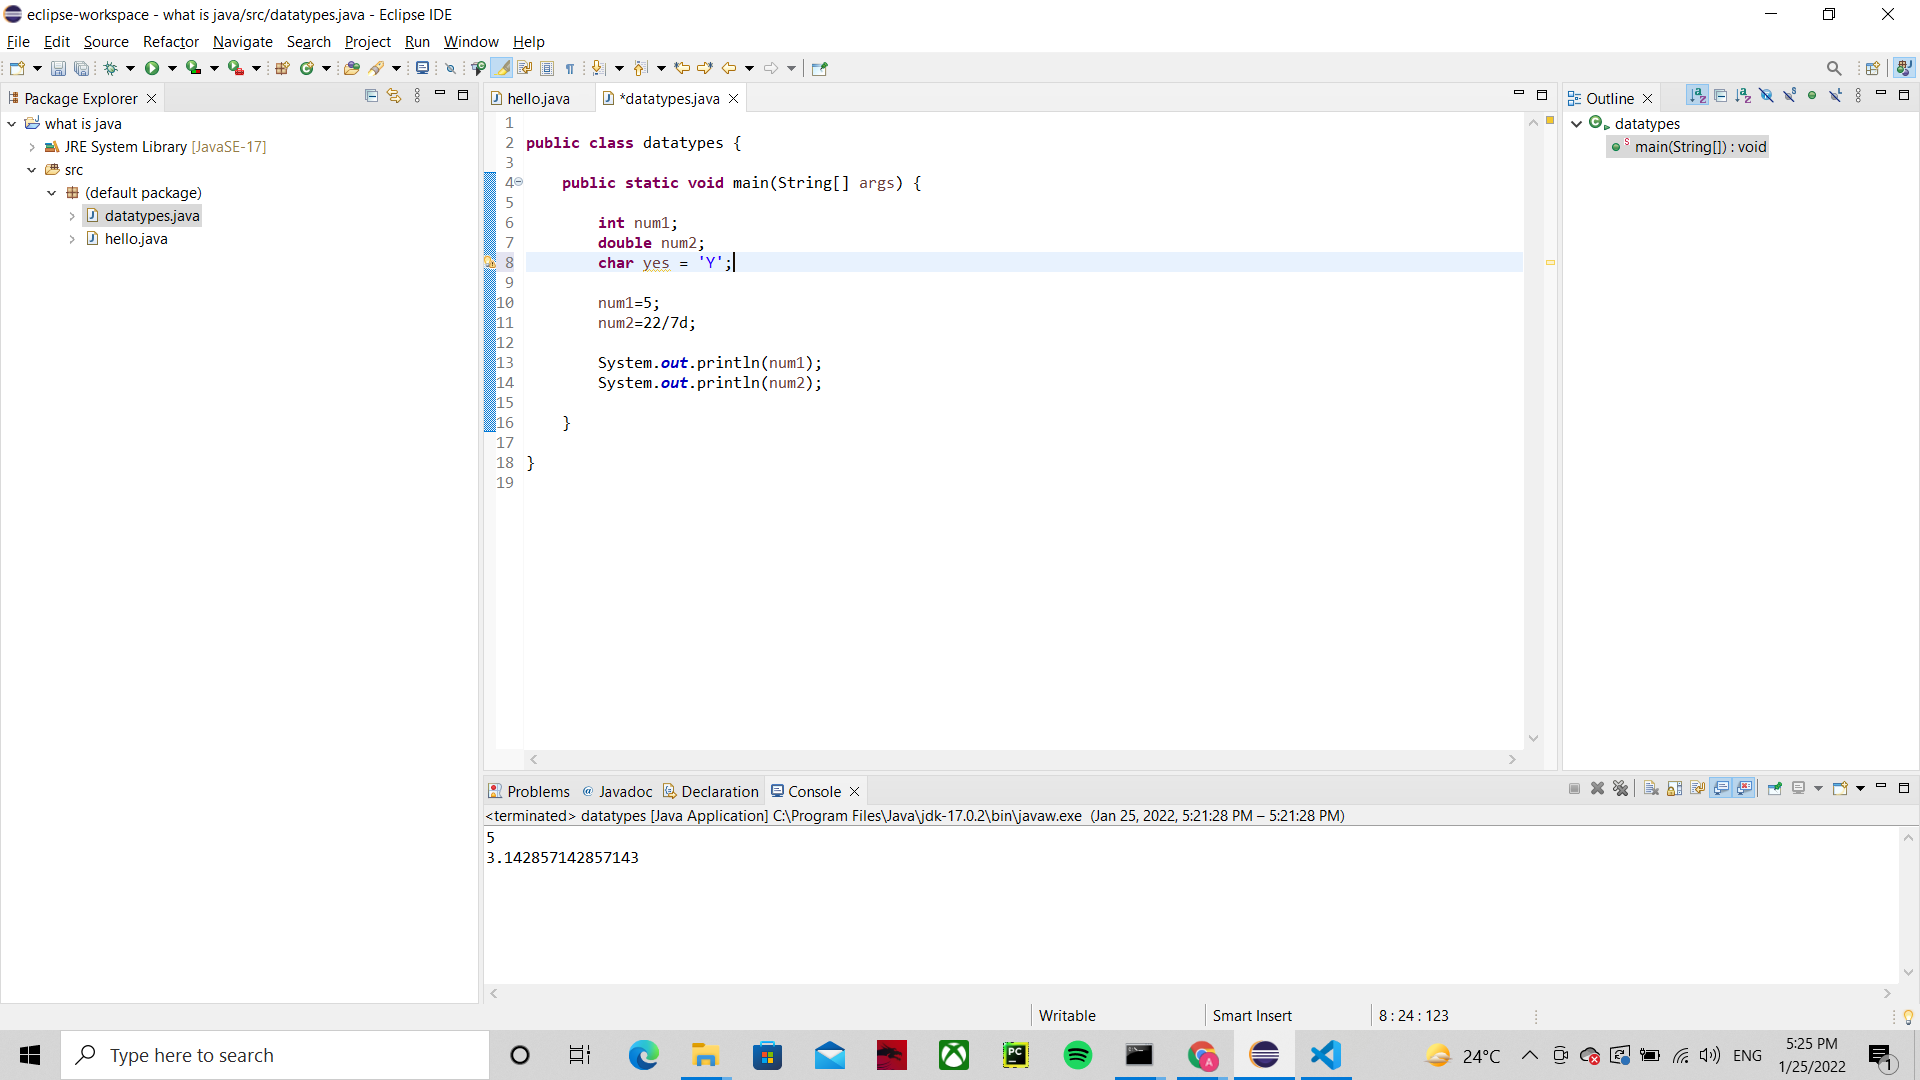 eclipse-workspace - what is java/src/datatypes.java - Eclipse IDE
File Edit Source Refactor Navigate Search Project Run Window Help
Package Explorer
what is java
JRE System Library [JavaSE-17]
src
(default package)
datatypes.java
hello.java
hello.java *datatypes.java
1
2 public class datatypes {
3
4 public static void main(String[] args) {
5
6 int num1;
7 double num2;
8 char yes = 'Y';
9
10 num1=5;
11 num2=22/7d;
12
13 System.out.println(num1);
14 System.out.println(num2);
15
16 }
17
18 }
19
Outline
datatypes
main(String[]) : void
Problems @ Javadoc Declaration Console
<terminated> datatypes [Java Application] C:\Program Files\Java\jdk-17.0.2\bin\javaw.exe (Jan 25, 2022, 5:21:28 PM – 5:21:28 PM)
5
3.142857142857143
Writable Smart Insert 8 : 24 : 123
Type here to search
PC
A
24°C ENG
5:25 PM
1/25/2022
1